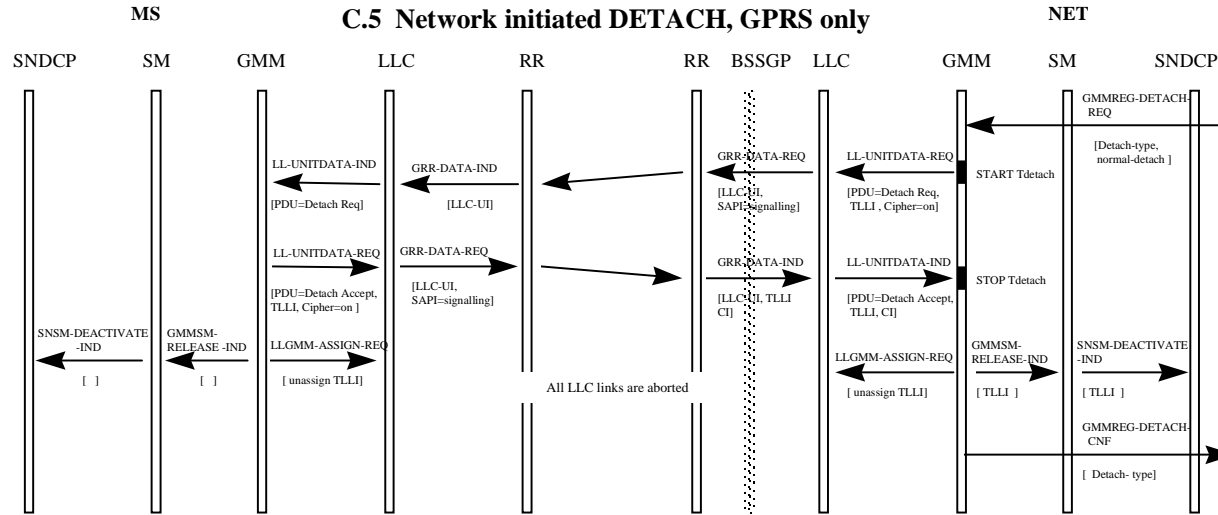 MS
C.5 Network initiated DETACH, GPRS only
NET
SNDCP SM GMM LLC RR RR BSSGP LLC GMM SM SNDCP
GMMREG-DETACH-
REQ
[Detach-type,
normal-detach ]
LL-UNITDATA-IND
GRR-DATA-IND
GRR-DATA-REQ
LL-UNITDATA-REQ
START Tdetach
[PDU=Detach Req]
[LLC-UI]
[LLC-UI,
SAPI=signalling]
[PDU=Detach Req,
TLLI , Cipher=on]
LL-UNITDATA-REQ
GRR-DATA-REQ
GRR-DATA-IND
LL-UNITDATA-IND
STOP Tdetach
[PDU=Detach Accept,
TLLI, Cipher=on ]
[LLC-UI,
SAPI=signalling]
[LLC-UI, TLLI
CI]
[PDU=Detach Accept,
TLLI, CI]
SNSM-DEACTIVATE
-IND
GMMSM-
RELEASE -IND
LLGMM-ASSIGN-REQ
LLGMM-ASSIGN-REQ
GMMSM-
RELEASE-IND
SNSM-DEACTIVATE
-IND
[ ]
[ ]
[ unassign TLLI]
All LLC links are aborted
[ unassign TLLI]
[ TLLI ]
[ TLLI ]
GMMREG-DETACH-
CNF
[ Detach- type]